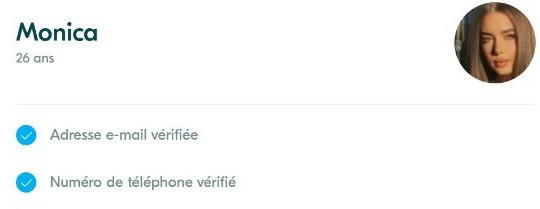 Monica
26 ans
Adresse e-mail vérifiée
Numéro de téléphone vérifié